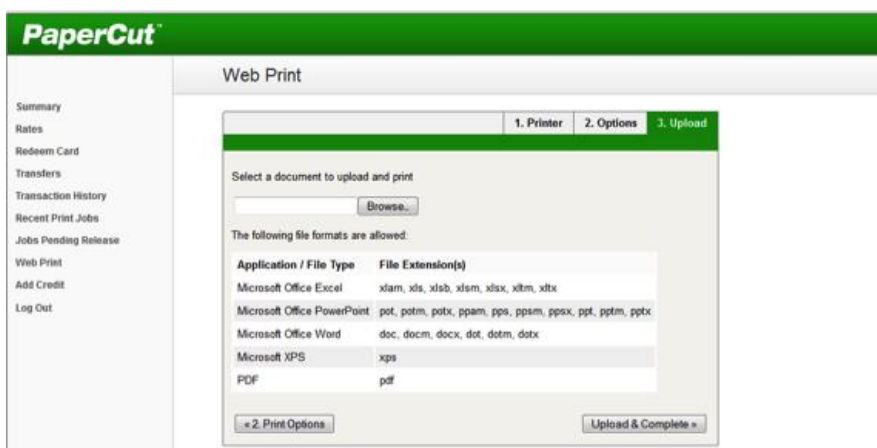 PaperCut™
Web Print
Summary
Rates
Redeem Card
Transfers
Transaction History
Recent Print Jobs
Jobs Pending Release
Web Print
Add Credit
Log Out
1. Printer 2. Options 3. Upload
Select a document to upload and print
Browse..
The following file formats are allowed:
Application / File Type File Extension(s)
Microsoft Office Excel xlam, xls, xlsb, xlsm, xlsx, xltm, xltx
Microsoft Office PowerPoint pot, potm, potx, ppam, pps, ppsm, ppsx, ppt, pptm, pptx
Microsoft Office Word doc, docm, docx, dot, dotm, dotx
Microsoft XPS xps
PDF pdf
« 2. Print Options Upload & Complete »